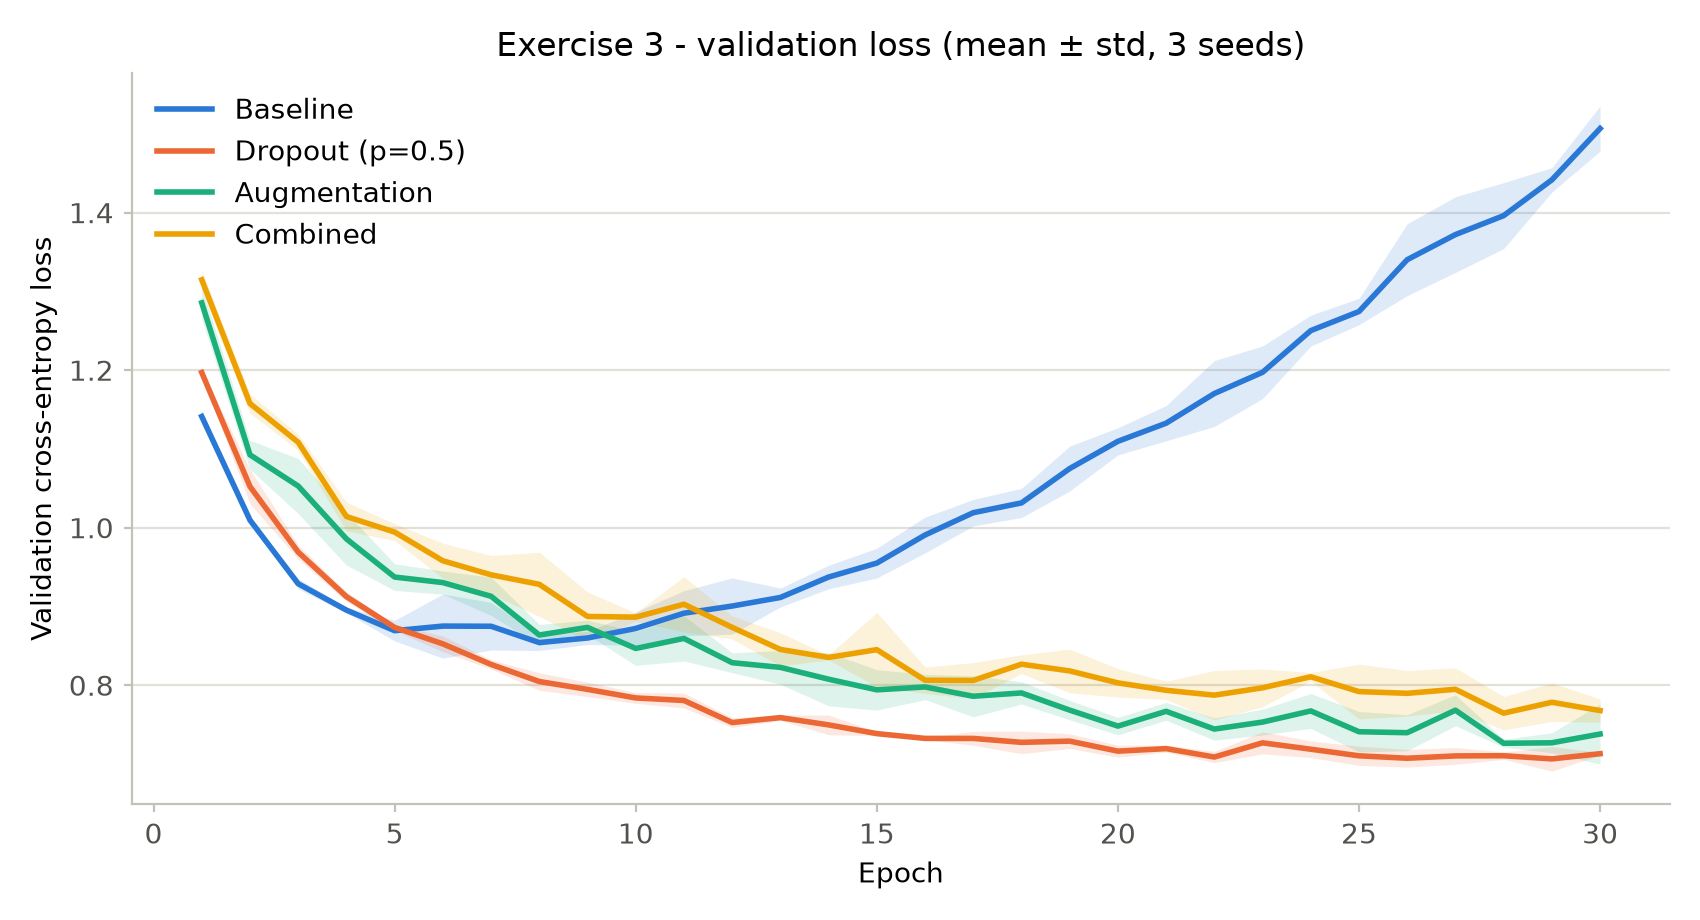 Exercise 3 - validation loss (mean ± std, 3 seeds)
Baseline
Dropout (p=0.5)
Augmentation
Combined
Validation cross-entropy loss
1.4
1.2
1.0
0.8
0 5 10 15 20 25 30
Epoch